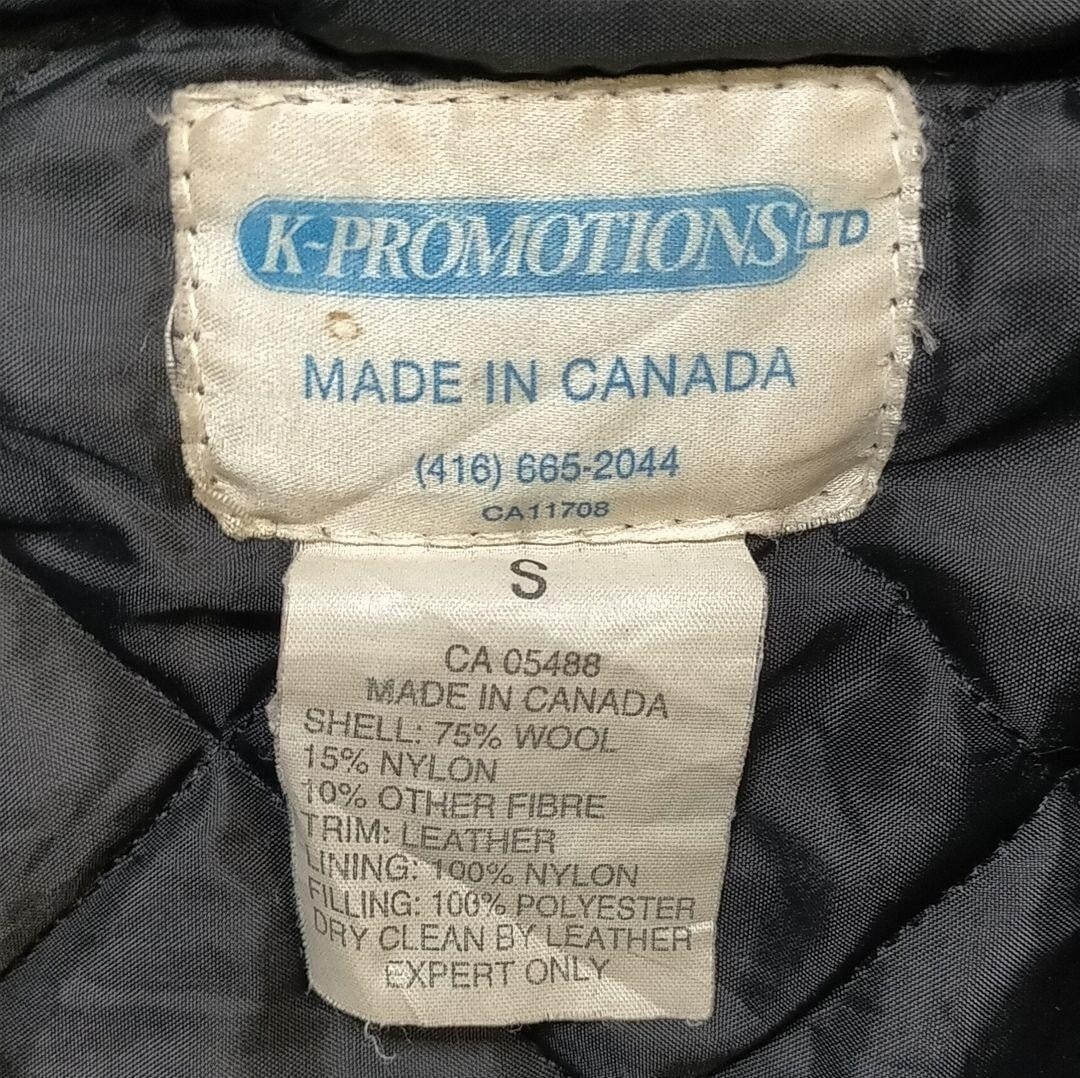 K-PROMOTIONS LTD
MADE IN CANADA
(416) 665-2044
CA11708
S
CA 05488
MADE IN CANADA
SHELL: 75% WOOL
15% NYLON
10% OTHER FIBRE
TRIM: LEATHER
LINING: 100% NYLON
FILLING: 100% POLYESTER
DRY CLEAN BY LEATHER
EXPERT ONLY